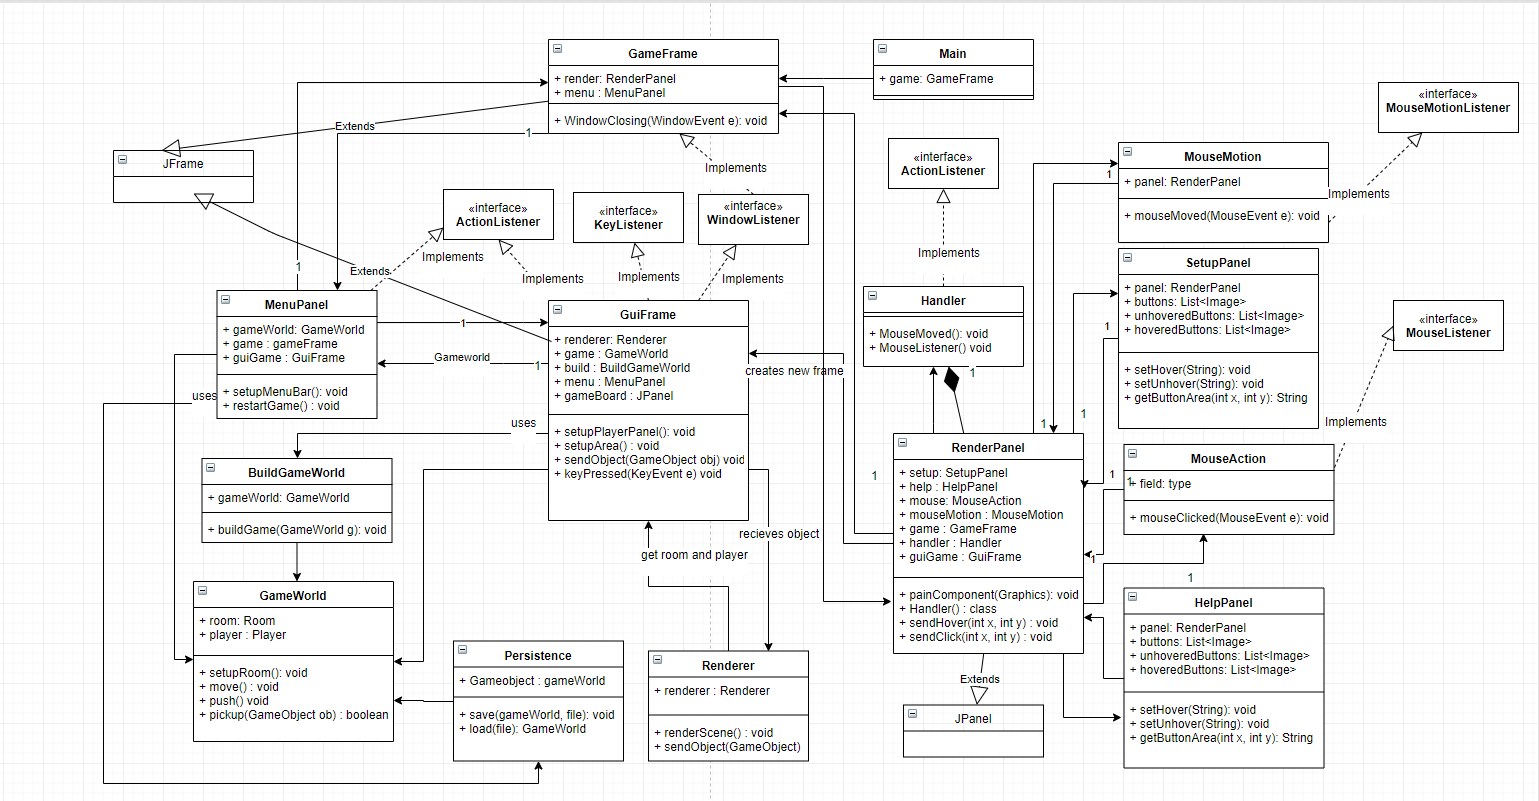 GameFrame
+ render: RenderPanel
+ menu : MenuPanel
+ WindowClosing(WindowEvent e): void
Main
+ game: GameFrame
«interface»
MouseMotionListener
Extends
1
JFrame
Implements
«interface»
ActionListener
MouseMotion
+ panel: RenderPanel
+ mouseMoved(MouseEvent e): void
1
Implements
«interface»
ActionListener
«interface»
KeyListener
«interface»
WindowListener
Implements
Implements
Implements
Implements
Implements
Extends
1
MenuPanel
+ gameWorld: GameWorld
+ game : gameFrame
+ guiGame : GuiFrame
+ setupMenuBar(): void
+ restartGame() : void
1
Gameworld
1
GuiFrame
+ renderer: Renderer
+ game : GameWorld
+ build : BuildGameWorld
+ menu : MenuPanel
+ gameBoard : JPanel
+ setupPlayerPanel(): void
+ setupArea() : void
+ sendObject(GameObject obj) void
+ keyPressed(KeyEvent e) void
Handler
+ MouseMoved(): void
+ MouseListener() void
creates new frame
1
SetupPanel
+ panel: RenderPanel
+ buttons: List<Image>
+ unhoveredButtons: List<Image>
+ hoveredButtons: List<Image>
+ setHover(String): void
+ setUnhover(String): void
+ getButtonArea(int x, int y): String
1
«interface»
MouseListener
Implements
uses
uses
1
1
BuildGameWorld
+ gameWorld: GameWorld
+ buildGame(GameWorld g): void
RenderPanel
+ setup: SetupPanel
+ help : HelpPanel
+ mouse: MouseAction
+ mouseMotion : MouseMotion
+ game : GameFrame
+ handler : Handler
+ guiGame : GuiFrame
+ painComponent(Graphics): void
+ Handler() : class
+ sendHover(int x, int y) : void
+ sendClick(int x, int y) : void
1
1
1
MouseAction
+ field: type
+ mouseClicked(MouseEvent e): void
recieves object
get room and player
1
1
GameWorld
+ room: Room
+ player : Player
+ setupRoom(): void
+ move() : void
+ push() void
+ pickup(GameObject ob) : boolean
HelpPanel
+ panel: RenderPanel
+ buttons: List<Image>
+ unhoveredButtons: List<Image>
+ hoveredButtons: List<Image>
+ setHover(String): void
+ setUnhover(String): void
+ getButtonArea(int x, int y): String
Persistence
+ Gameobject : gameWorld
+ save(gameWorld, file): void
+ load(file): GameWorld
Renderer
+ renderer : Renderer
+ renderScene() : void
+ sendObject(GameObject)
Extends
JPanel